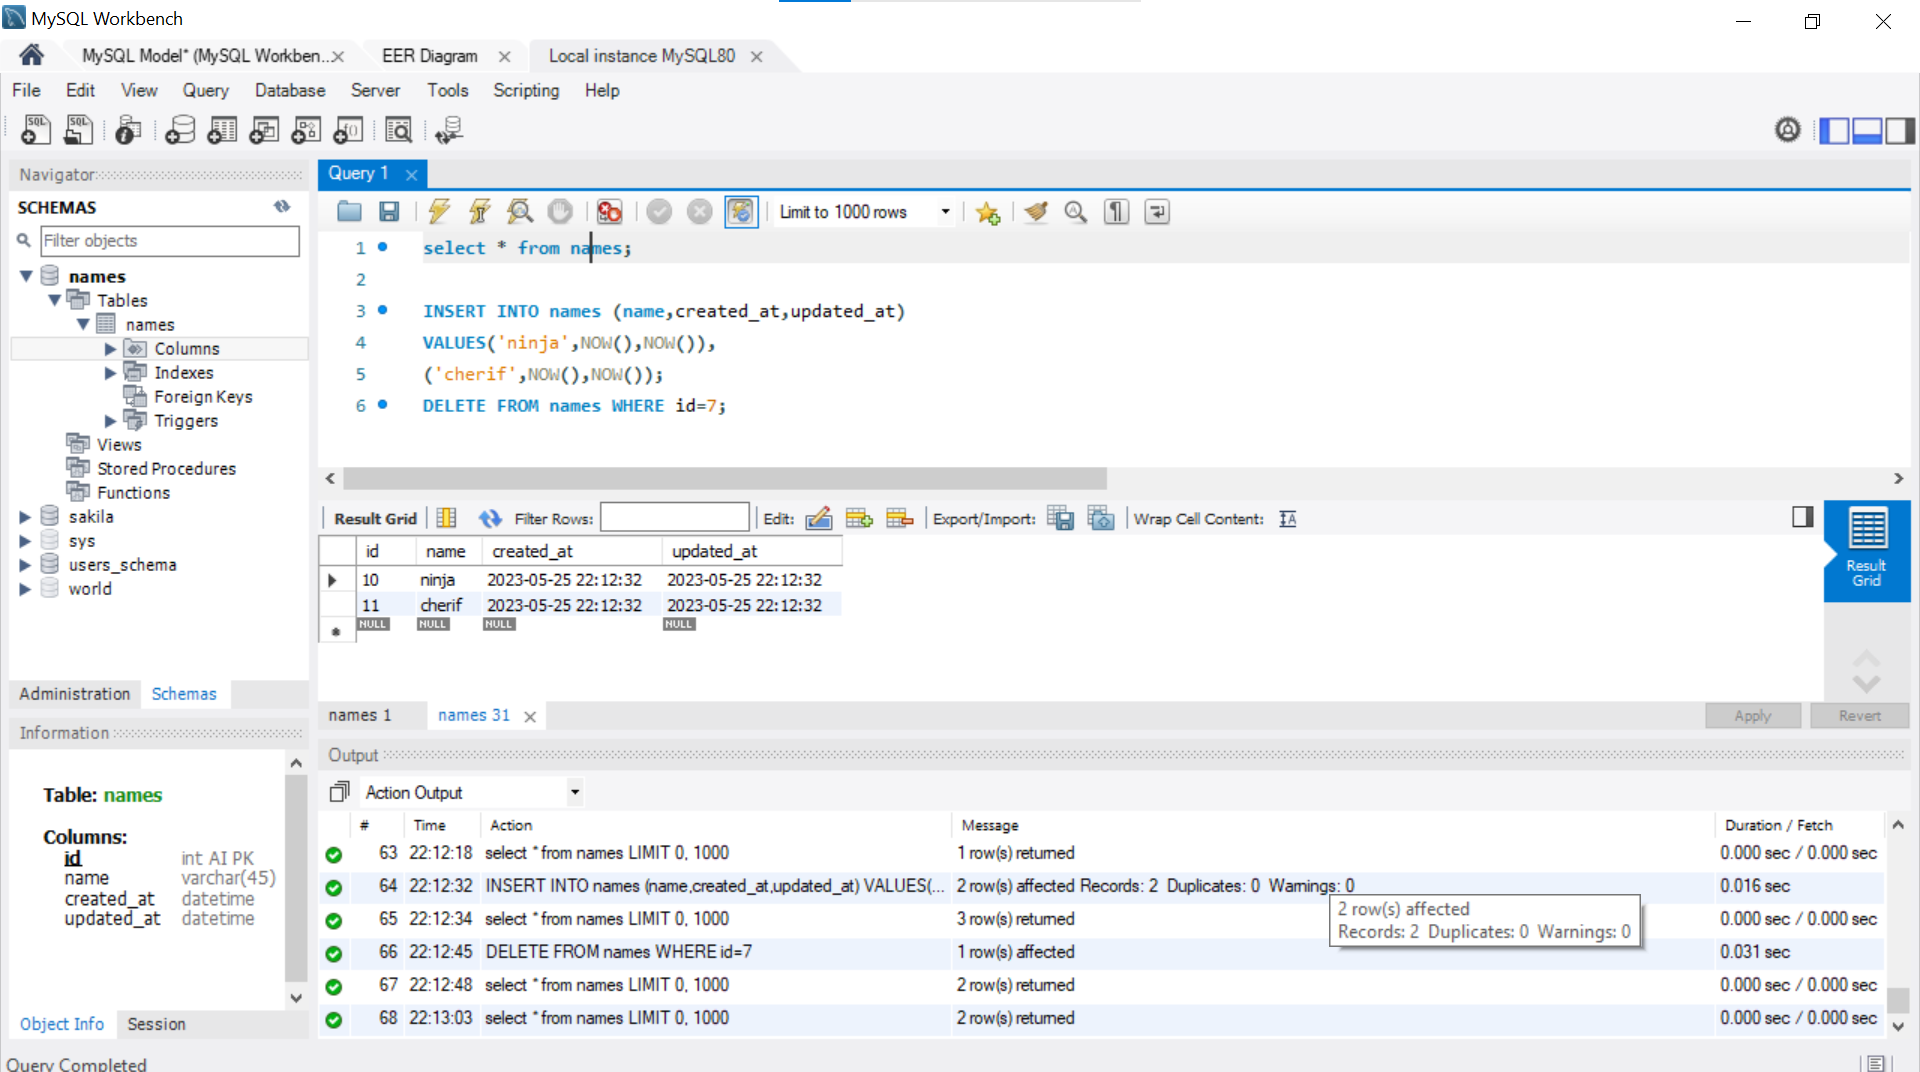 MySQL Workbench
MySQL Model* (MySQL Workben... EER Diagram Local instance MySQL80
File Edit View Query Database Server Tools Scripting Help
SQL SQL
Navigator
SCHEMAS
Filter objects
names
Tables
names
Columns
Indexes
Foreign Keys
Triggers
Views
Stored Procedures
Functions
sakila
sys
users_schema
world
Administration Schemas
Information
Table: names
Columns:
id int AI PK
name varchar(45)
created_at datetime
updated_at datetime
Object Info Session
Query 1
Limit to 1000 rows
1 select * from names;
2
3 INSERT INTO names (name,created_at,updated_at)
4 VALUES('ninja',NOW(),NOW()),
5 ('cherif',NOW(),NOW());
6 DELETE FROM names WHERE id=7;
Result Grid Filter Rows: Edit: Export/Import: Wrap Cell Content: IA
id name created_at updated_at
10 ninja 2023-05-25 22:12:32 2023-05-25 22:12:32
11 cherif 2023-05-25 22:12:32 2023-05-25 22:12:32
NULL NULL NULL NULL
Result
Grid
names 1 names 31 Apply Revert
Output
Action Output
# Time Action Message Duration / Fetch
63 22:12:18 select * from names LIMIT 0, 1000 1 row(s) returned 0.000 sec / 0.000 sec
64 22:12:32 INSERT INTO names (name,created_at,updated_at) VALUES(... 2 row(s) affected Records: 2 Duplicates: 0 Warnings: 0 0.016 sec
65 22:12:34 select * from names LIMIT 0, 1000 3 row(s) returned 0.000 sec / 0.000 sec
2 row(s) affected
Records: 2 Duplicates: 0 Warnings: 0
66 22:12:45 DELETE FROM names WHERE id=7 1 row(s) affected 0.031 sec
67 22:12:48 select * from names LIMIT 0, 1000 2 row(s) returned 0.000 sec / 0.000 sec
68 22:13:03 select * from names LIMIT 0, 1000 2 row(s) returned 0.000 sec / 0.000 sec
Query Completed